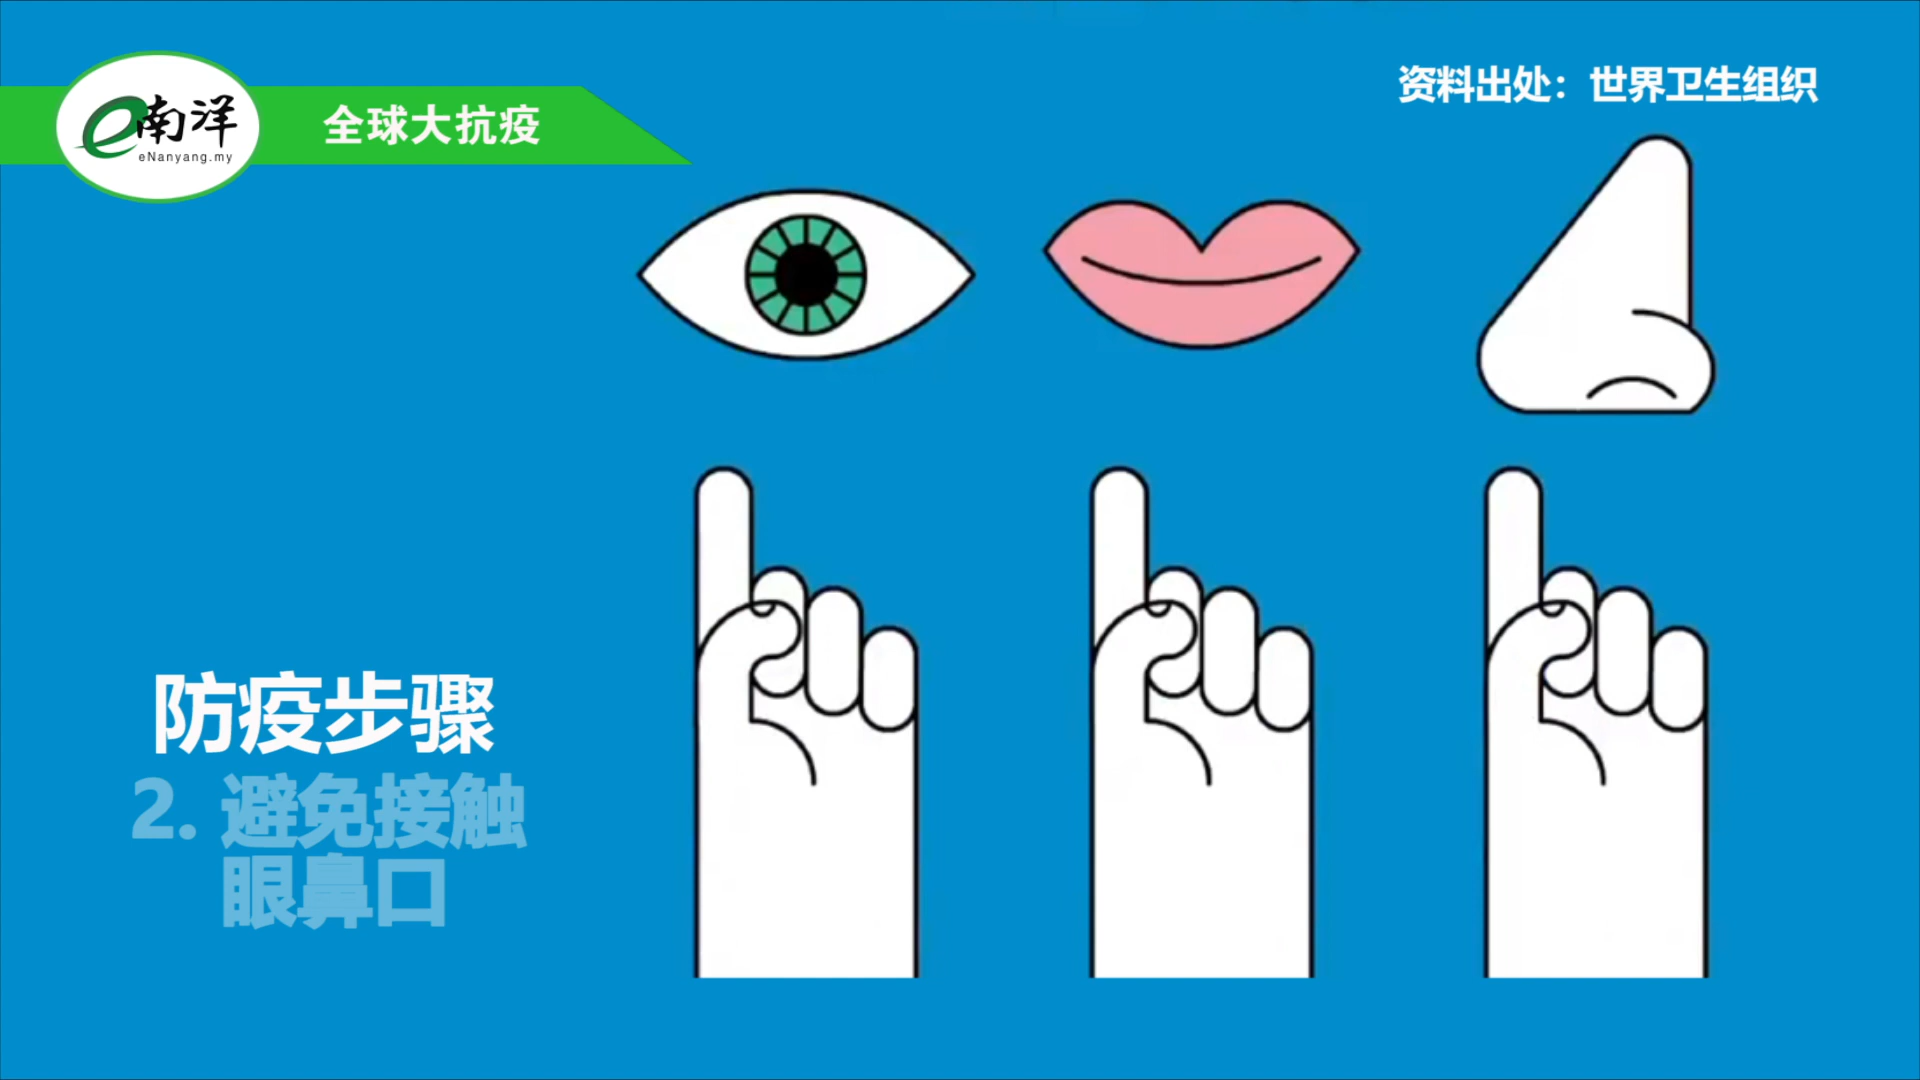 e南洋
eNanyang.my
全球大抗疫
资料出处：世界卫生组织
防疫步骤
2. 避免接触
眼鼻口